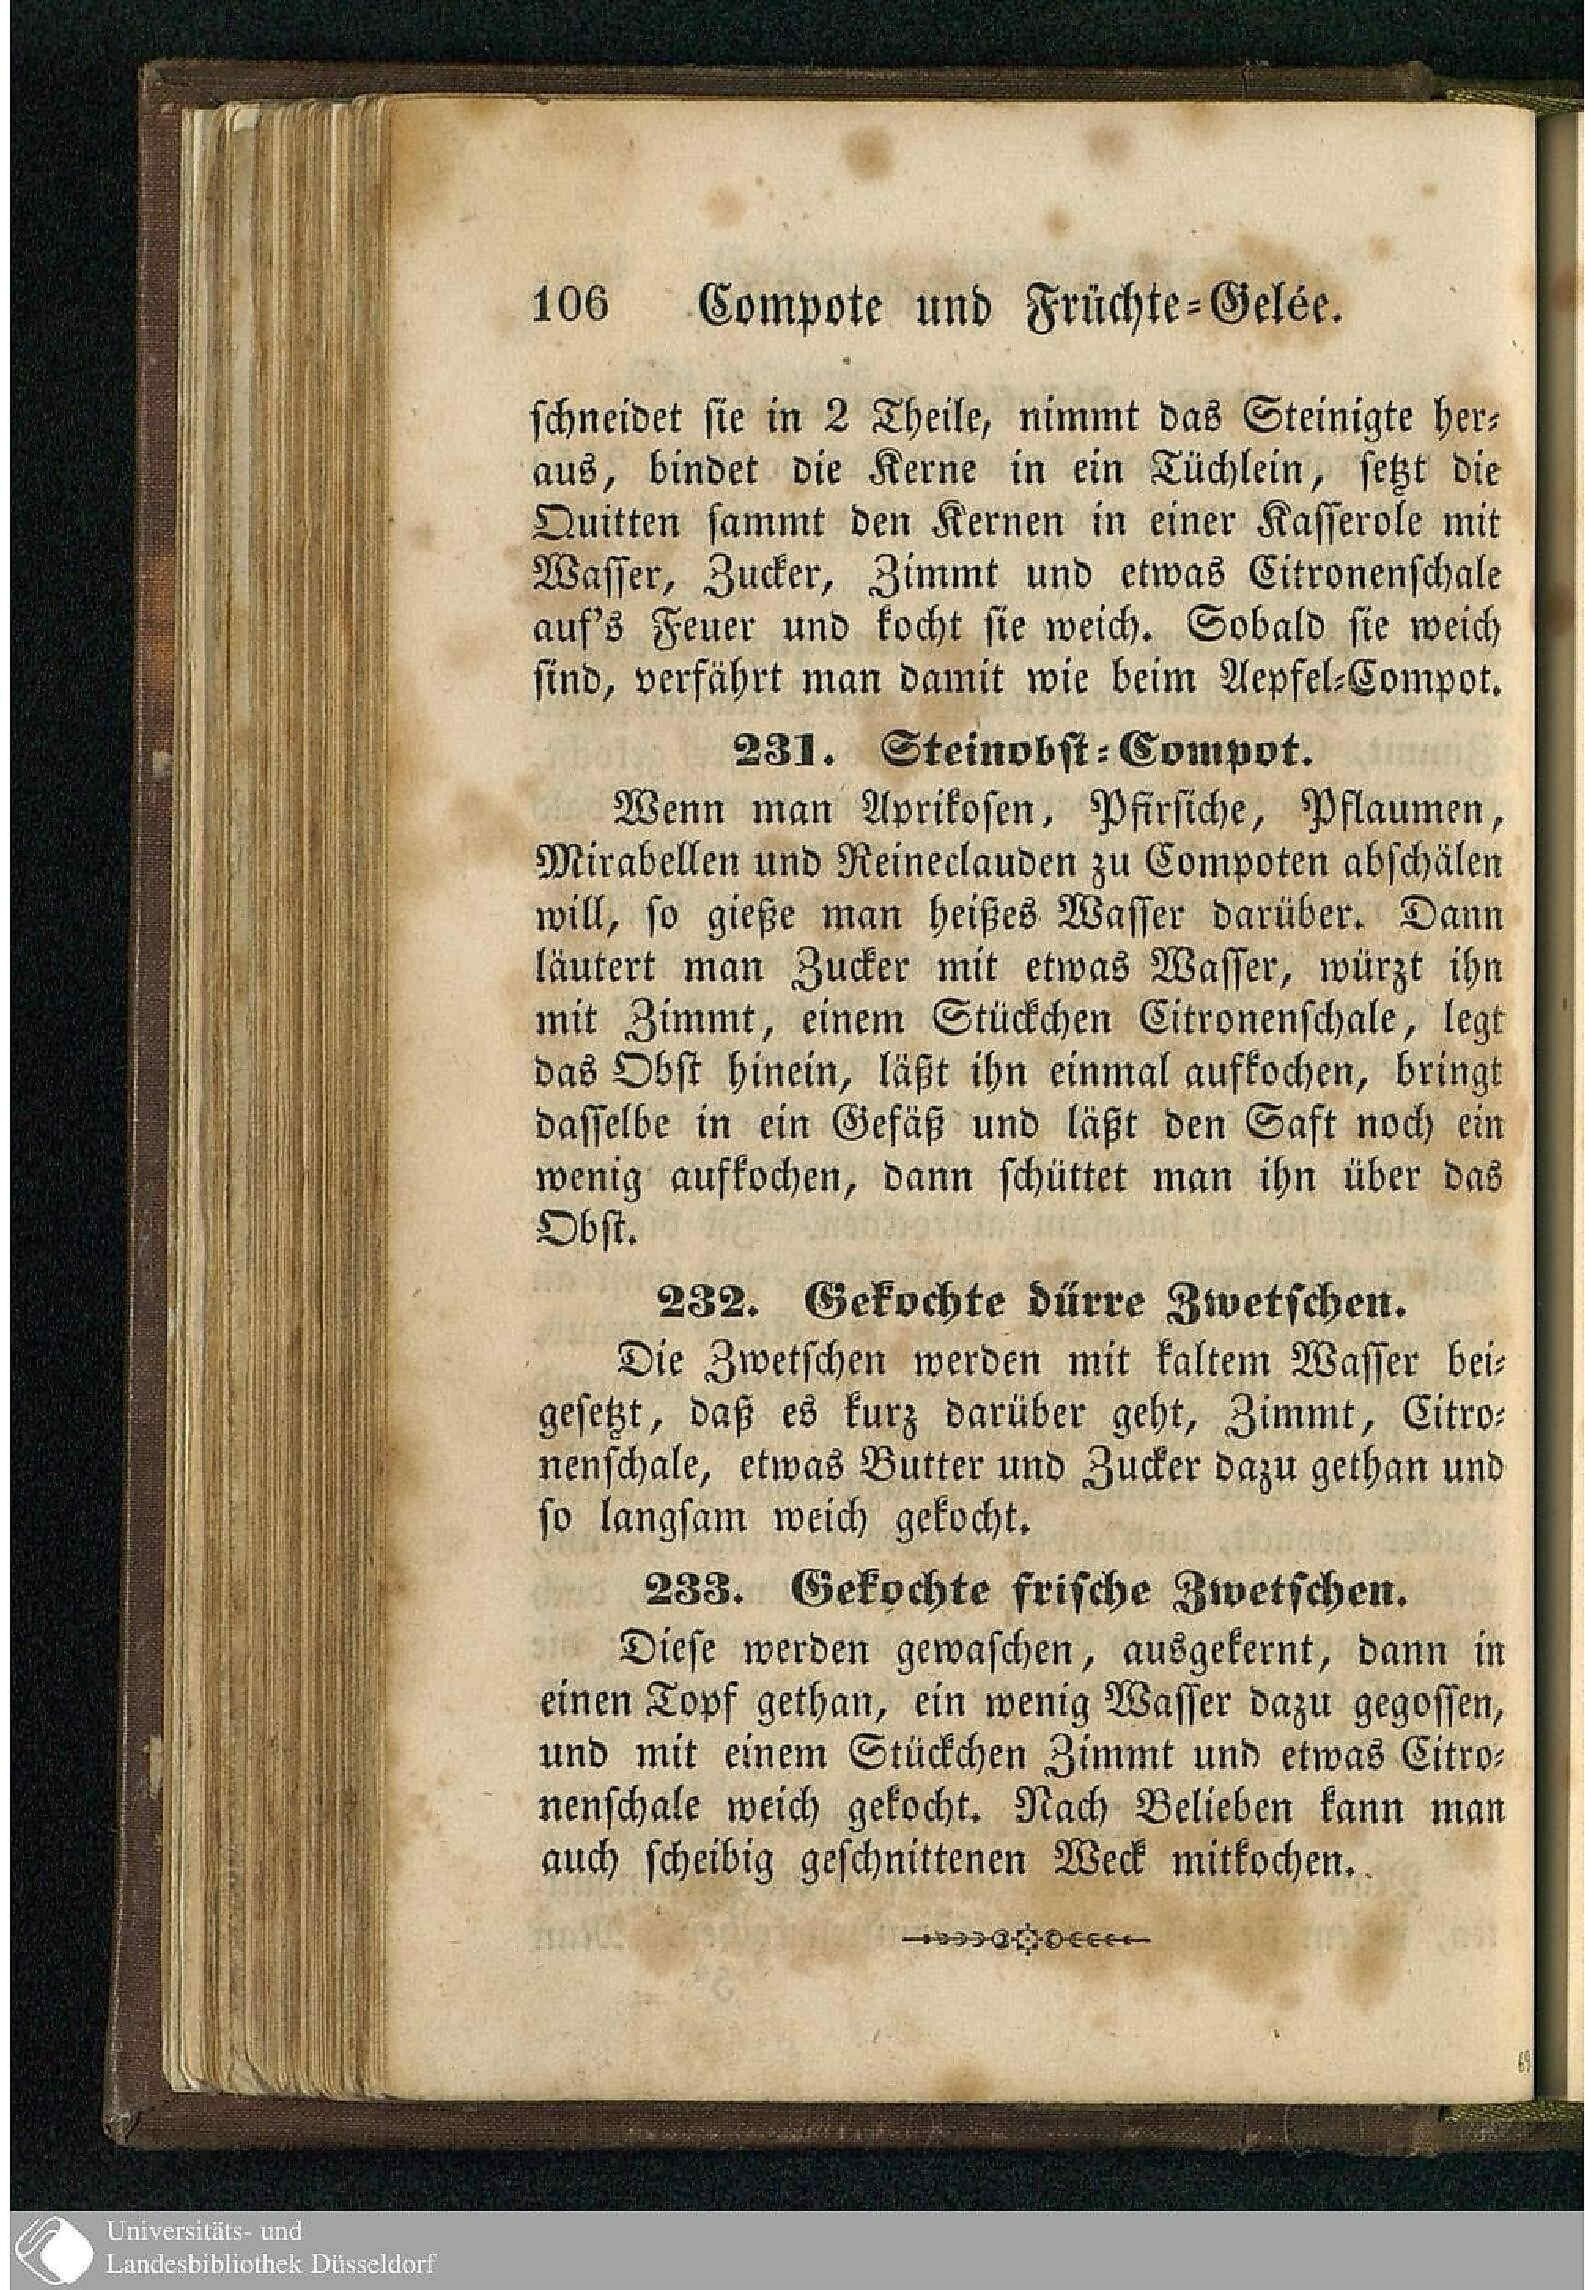 106 Compote und Früchte-Gelée.
schneidet sie in 2 Theile, nimmt das Steinigte her-
aus, bindet die Kerne in ein Tüchlein, setzt die
Quitten sammt den Kernen in einer Kasserole mit
Wasser, Zucker, Zimmt und etwas Citronenschale
auf's Feuer und kocht sie weich. Sobald sie weich
sind, verfährt man damit wie beim Aepfel-Compot.
231. Steinobst-Compot.
Wenn man Aprikosen, Pfirsiche, Pflaumen,
Mirabellen und Reineclauden zu Compoten abschälen
will, so gieße man heißes Wasser darüber. Dann
läutert man Zucker mit etwas Wasser, würzt ihn
mit Zimmt, einem Stückchen Citronenschale, legt
das Obst hinein, läßt ihn einmal aufkochen, bringt
dasselbe in ein Gefäß und läßt den Saft noch ein
wenig aufkochen, dann schüttet man ihn über das
Obst.
232. Gekochte dürre Zwetschen.
Die Zwetschen werden mit kaltem Wasser bei-
gesetzt, daß es kurz darüber geht, Zimmt, Citro-
nenschale, etwas Butter und Zucker dazu gethan und
so langsam weich gekocht.
233. Gekochte frische Zwetschen.
Diese werden gewaschen, ausgekernt, dann in
einen Topf gethan, ein wenig Wasser dazu gegossen,
und mit einem Stückchen Zimmt und etwas Citro-
nenschale weich gekocht. Nach Belieben kann man
auch scheibig geschnittenen Weck mitkochen.
69
Universitäts- und
Landesbibliothek Düsseldorf